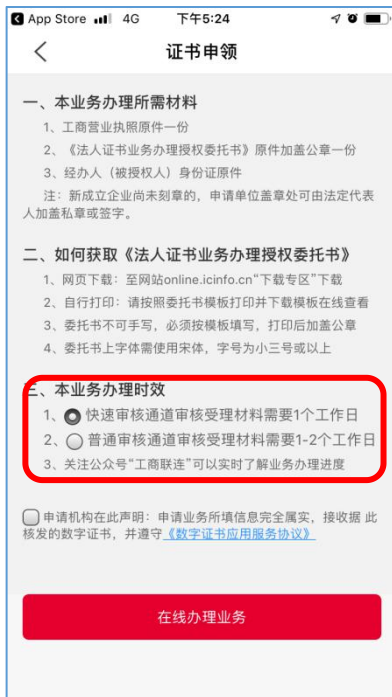 App Store 4G 下午5:24
证书申领
一、本业务办理所需材料
1、工商营业执照原件一份
2、《法人证书业务办理授权委托书》原件加盖公章一份
3、经办人（被授权人）身份证原件
注：新成立企业尚未刻章的，申请单位盖章处可由法定代表
人加盖私章或签字。
二、如何获取《法人证书业务办理授权委托书》
1、网页下载：至网站online.icinfo.cn“下载专区”下载
2、自行打印：请按照委托书模板打印并下载模板在线查看
3、委托书不可手写，必须按模板填写，打印后加盖公章
4、委托书上字体需使用宋体，字号为小三号或以上
三、本业务办理时效
1、快速审核通道审核受理材料需要1个工作日
2、普通审核通道审核受理材料需要1-2个工作日
3、关注公众号“工商联连”可以实时了解业务办理进度
申请机构在此声明：申请业务所填信息完全属实，接收据 此
核发的数字证书，并遵守《数字证书应用服务协议》
在线办理业务